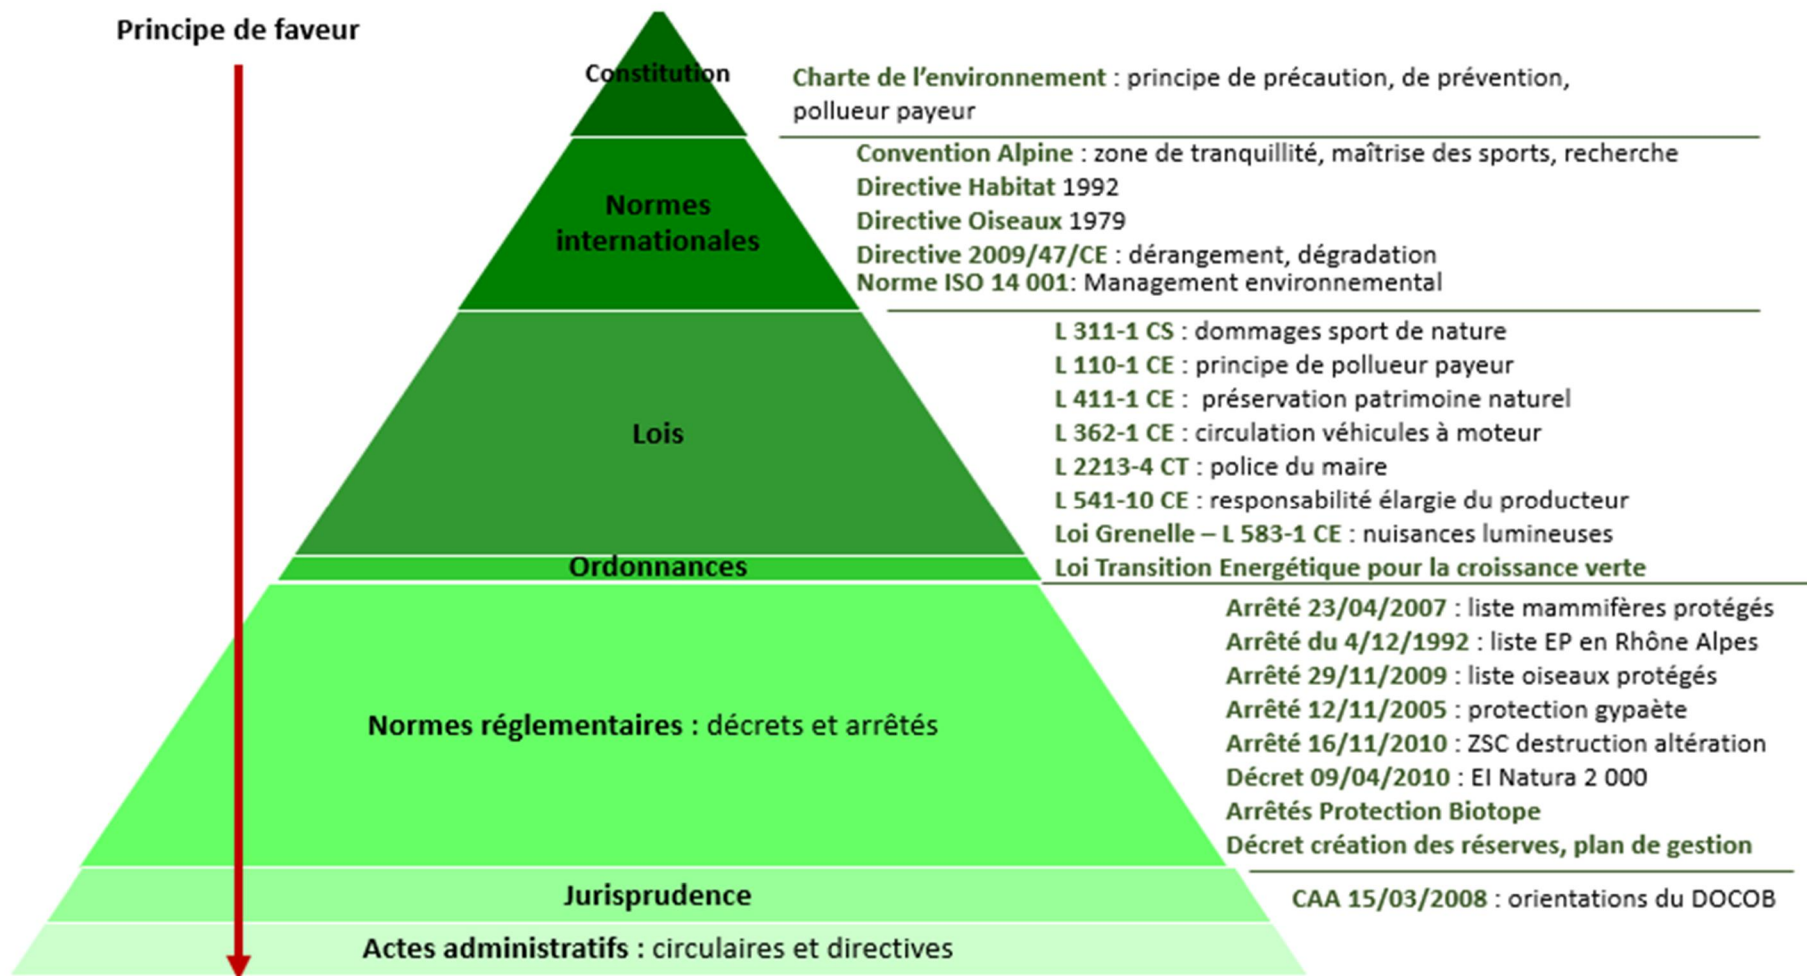 Principe de faveur
Constitution
Charte de l’environnement : principe de précaution, de prévention,
pollueur payeur
Normes
internationales
Convention Alpine : zone de tranquillité, maîtrise des sports, recherche
Directive Habitat 1992
Directive Oiseaux 1979
Directive 2009/47/CE : dérangement, dégradation
Norme ISO 14 001: Management environnemental
Lois
L 311-1 CS : dommages sport de nature
L 110-1 CE : principe de pollueur payeur
L 411-1 CE : préservation patrimoine naturel
L 362-1 CE : circulation véhicules à moteur
L 2213-4 CT : police du maire
L 541-10 CE : responsabilité élargie du producteur
Loi Grenelle – L 583-1 CE : nuisances lumineuses
Ordonnances
Loi Transition Energétique pour la croissance verte
Normes réglementaires : décrets et arrêtés
Arrêté 23/04/2007 : liste mammifères protégés
Arrêté du 4/12/1992 : liste EP en Rhône Alpes
Arrêté 29/11/2009 : liste oiseaux protégés
Arrêté 12/11/2005 : protection gypaète
Arrêté 16/11/2010 : ZSC destruction altération
Décret 09/04/2010 : EI Natura 2 000
Arrêtés Protection Biotope
Décret création des réserves, plan de gestion
Jurisprudence
CAA 15/03/2008 : orientations du DOCOB
Actes administratifs : circulaires et directives